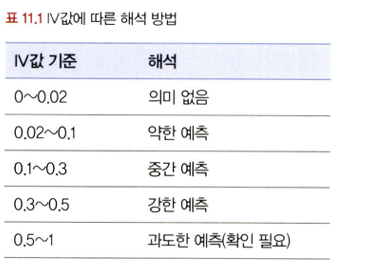 표 11.1 IV값에 따른 해석 방법
IV값 기준 해석
0~0.02 의미 없음
0.02~0.1 약한 예측
0.1~0.3 중간 예측
0.3~0.5 강한 예측
0.5~1 과도한 예측(확인 필요)